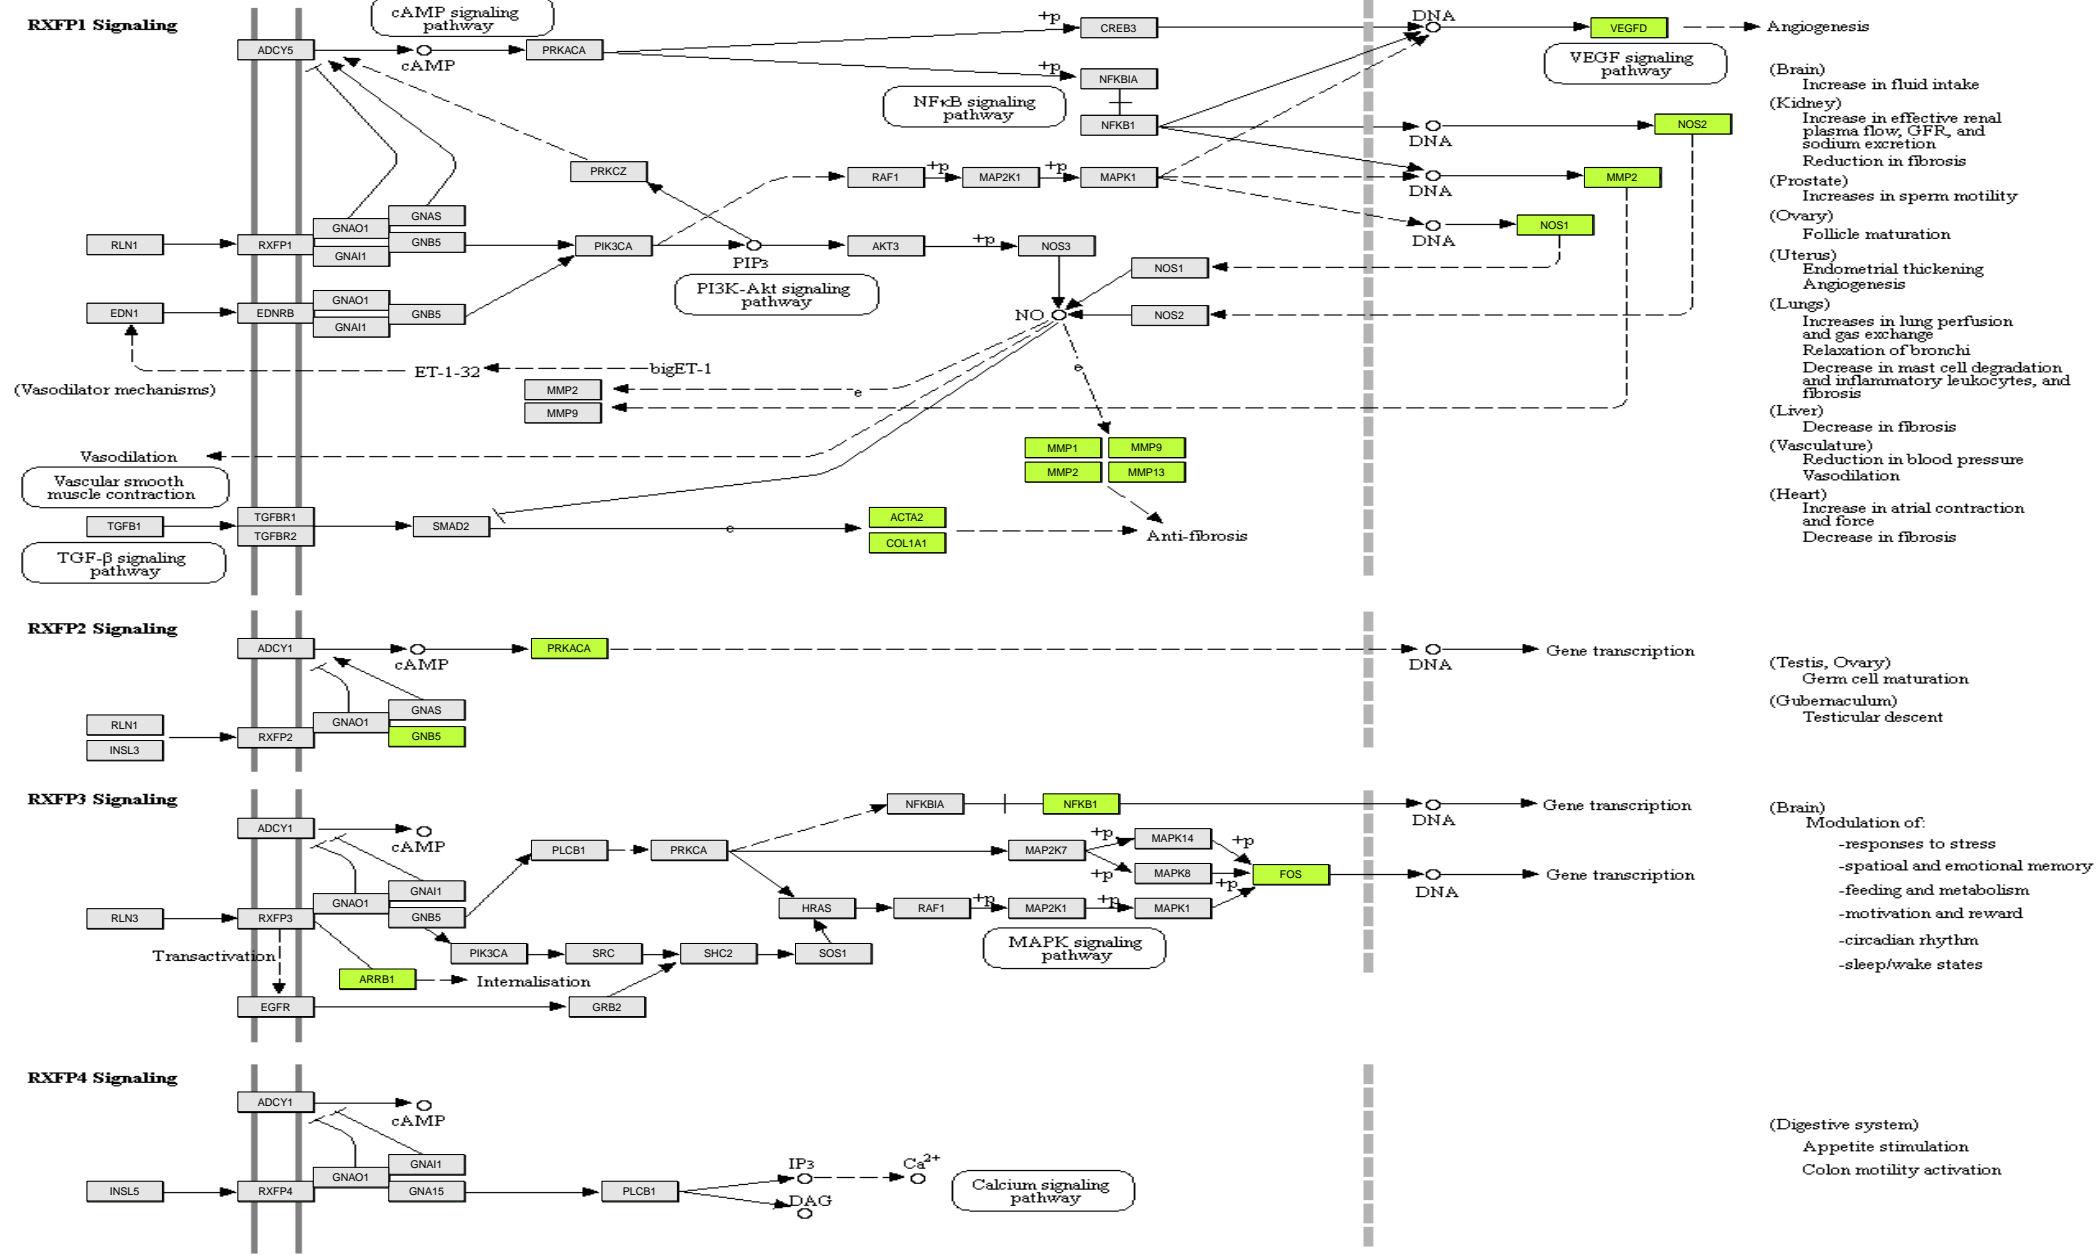 RXFP1 Signaling
cAMP signaling
pathway
ADCY5
cAMP
PRKACA
+p
CREB3
DNA
VEGFD
Angiogenesis
VEGF signaling
pathway
+p
NFKBIA
NFκB signaling
pathway
NFKB1
DNA
NOS2
PRKCZ
RAF1
+p
MAP2K1
+p
MAPK1
DNA
MMP2
GNAS
GNAO1
RLN1
RXFP1
GNB5
GNAI1
PIK3CA
PIP3
AKT3
+p
NOS3
DNA
NOS1
PI3K-Akt signaling
pathway
NOS1
EDN1
EDNRB
GNAO1
GNB5
GNAI1
NO
NOS2
ET-1-32
bigET-1
(Vasodilator mechanisms)
MMP2
MMP9
e
e
MMP1
MMP9
MMP2
MMP13
Vasodilation
Vascular smooth
muscle contraction
TGFB1
TGFBR1
TGFBR2
SMAD2
e
ACTA2
COL1A1
Anti-fibrosis
TGF-β signaling
pathway
(Brain)
Increase in fluid intake
(Kidney)
Increase in effective renal
plasma flow, GFR, and
sodium excretion
Reduction in fibrosis
(Prostate)
Increases in sperm motility
(Ovary)
Follicle maturation
(Uterus)
Endometrial thickening
Angiogenesis
(Lungs)
Increases in lung perfusion
and gas exchange
Relaxation of bronchi
Decrease in mast cell degradation
and inflammatory leukocytes, and
fibrosis
(Liver)
Decrease in fibrosis
(Vasculature)
Reduction in blood pressure
Vasodilation
(Heart)
Increase in atrial contraction
and force
Decrease in fibrosis
RXFP2 Signaling
ADCY1
cAMP
PRKACA
DNA
Gene transcription
GNAS
GNAO1
RLN1
INSL3
RXFP2
GNB5
(Testis, Ovary)
Germ cell maturation
(Gubernaculum)
Testicular descent
RXFP3 Signaling
ADCY1
cAMP
NFKBIA
NFKB1
DNA
Gene transcription
PLCB1
PRKCA
MAP2K7
+p
+p
MAPK14
MAPK8
+p
FOS
DNA
Gene transcription
GNAI1
GNAO1
RLN3
RXFP3
GNB5
HRAS
RAF1
+p
MAP2K1
+p
MAPK1
+p
PIK3CA
SRC
SHC2
SOS1
MAPK signaling
pathway
Transactivation
ARRB1
Internalisation
EGFR
GRB2
(Brain)
Modulation of:
-responses to stress
-spatioal and emotional memory
-feeding and metabolism
-motivation and reward
-circadian rhythm
-sleep/wake states
RXFP4 Signaling
ADCY1
cAMP
GNAI1
GNAO1
INSL5
RXFP4
GNA15
PLCB1
IP3
Ca2+
DAG
Calcium signaling
pathway
(Digestive system)
Appetite stimulation
Colon motility activation